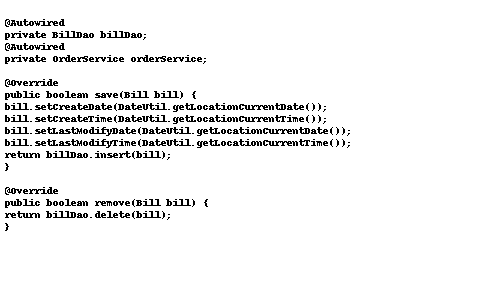 @Autowired
private BillDao billDao;
@Autowired
private OrderService orderService;
@Override
public boolean save(Bill bill) {
bill.setCreateDate(DateUtil.getLocationCurrentDate());
bill.setCreateTime(DateUtil.getLocationCurrentTime());
bill.setLastModifyDate(DateUtil.getLocationCurrentDate());
bill.setLastModifyTime(DateUtil.getLocationCurrentTime());
return billDao.insert(bill);
}
@Override
public boolean remove(Bill bill) {
return billDao.delete(bill);
}